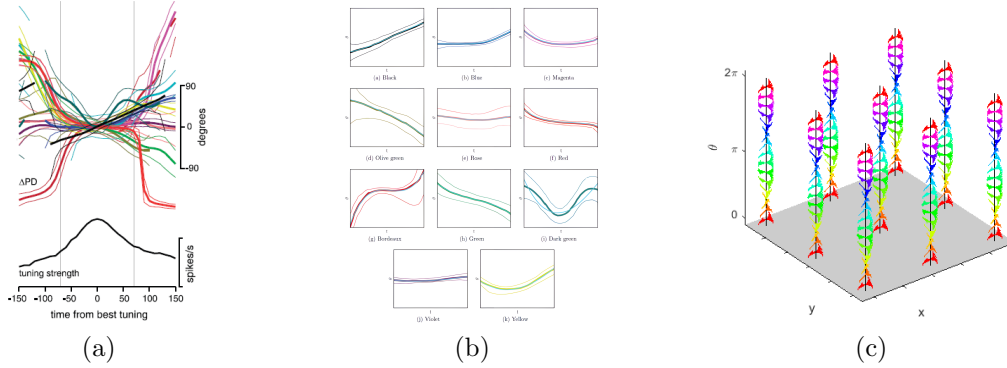 90
0
-90
degrees
ΔPD
spikes/s
tuning strength
-150
-100
-50
0
50
100
150
time from best tuning
(a)
(a) Black
(b) Blue
(c) Magenta
(d) Olive green
(e) Rose
(f) Red
(g) Bordeaux
(h) Green
(i) Dark green
(j) Violet
(k) Yellow
(b)
2π
π
0
θ
y
x
(c)